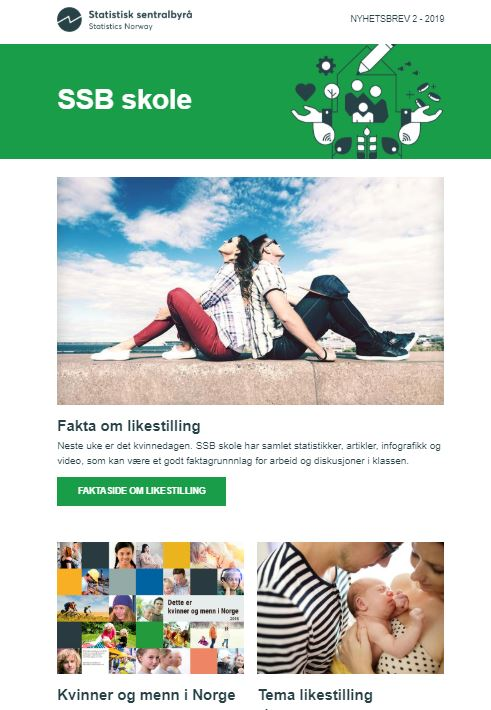 Statistisk sentralbyrå
Statistics Norway
NYHETSBREV 2 - 2019
SSB skole
Fakta om likestilling
Neste uke er det kvinnedagen. SSB skole har samlet statistikker, artikler, infografikk og
video, som kan være et godt faktagrunnnlag for arbeid og diskusjoner i klassen.
FAKTASIDE OM LIKESTILLING
Dette er
kvinner og menn i Norge
2018
Kvinner og menn i Norge
Tema likestilling